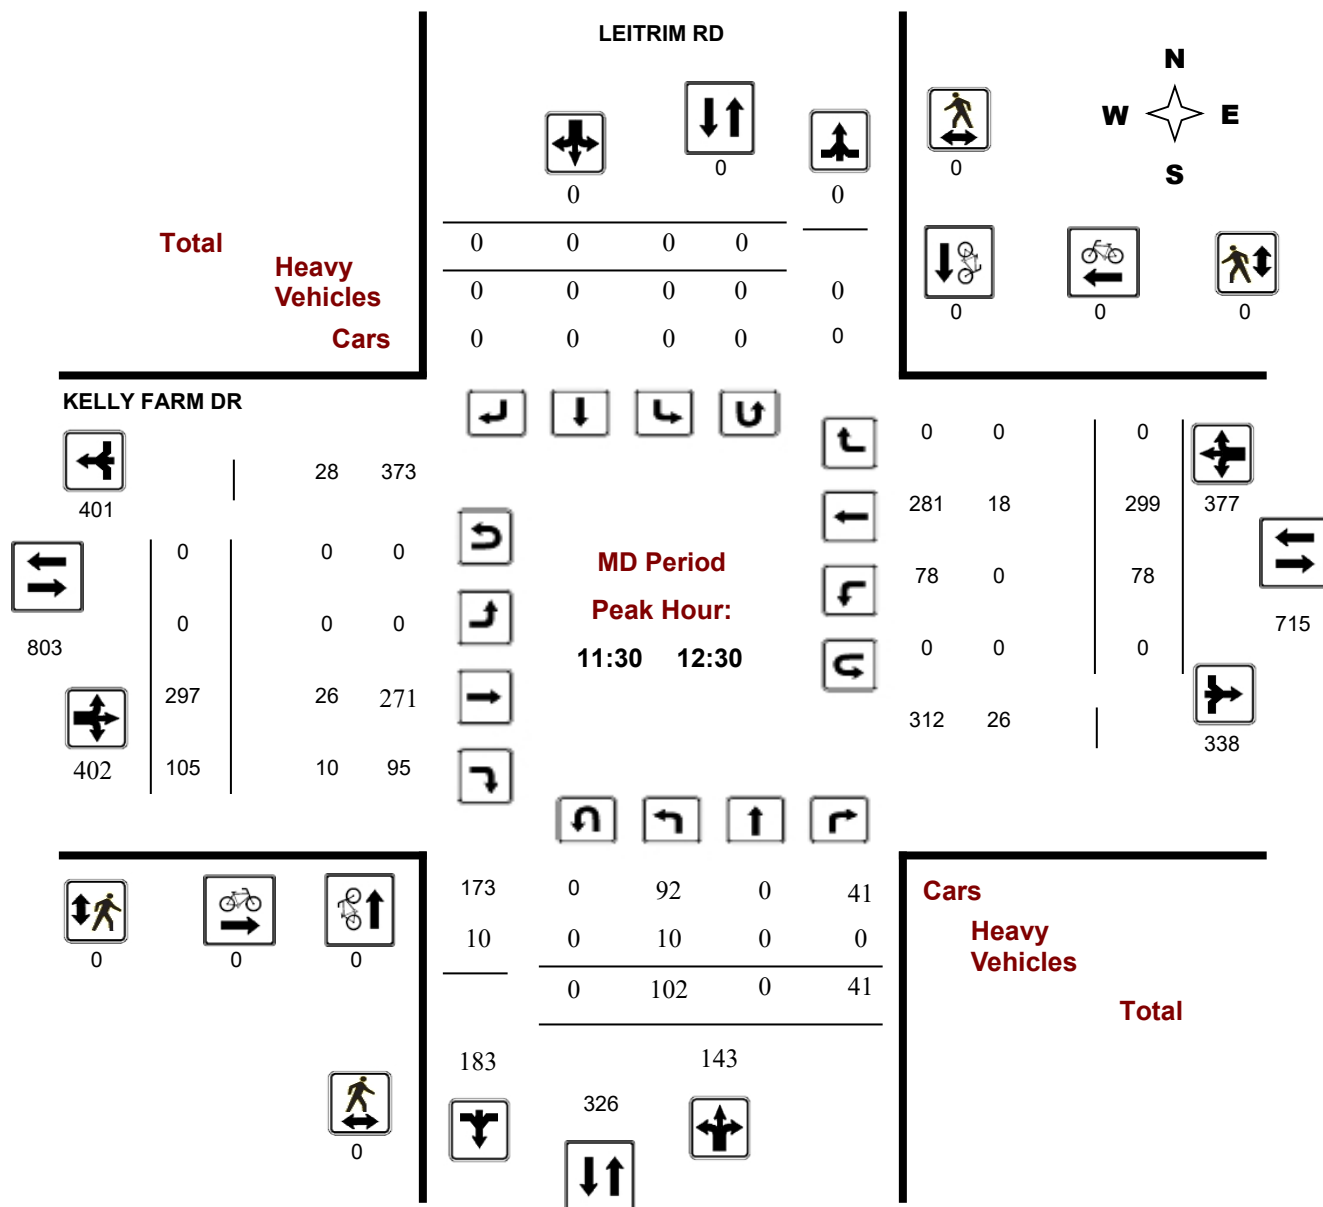 LEITRIM RD
N
W E
S
0
0
0 0
Total
0 0 0 0
Heavy
Vehicles
0 0 0 0 0
Cars
0 0 0 0 0
0 0 0
KELLY FARM DR
0 0 0
28 373
401
281 18 299 377
0 0 0
MD Period
78 0 78
0 0 0
Peak Hour:
715
803
11:30 12:30
0 0 0
297 26 271
312 26
338
402 105 10 95
173 0 92 0 41
Cars
10 0 10 0 0
Heavy
Vehicles
0 0 0
0 102 0 41
Total
183 143
326
0